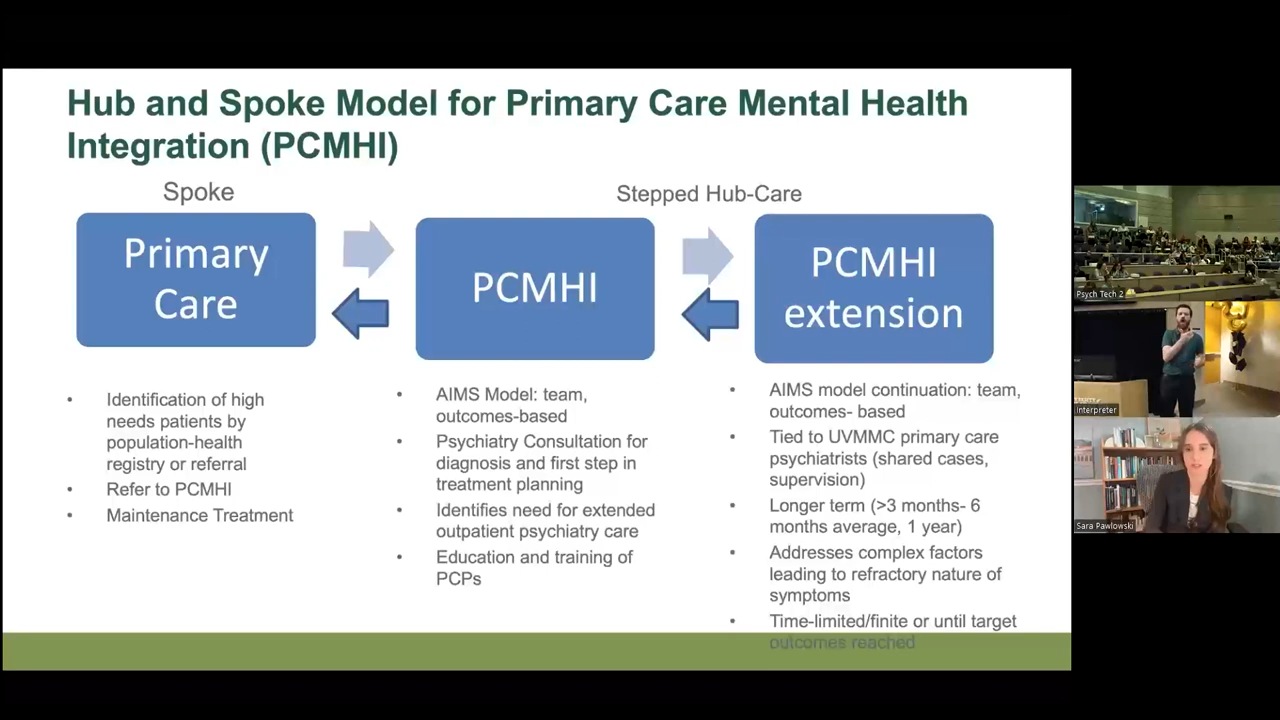 Hub and Spoke Model for Primary Care Mental Health
Integration (PCMHI)
Spoke
Stepped Hub-Care
Primary
Care
PCMHI
PCMHI
extension
• Identification of high
needs patients by
population-health
registry or referral
• Refer to PCMHI
• Maintenance Treatment
• AIMS Model: team,
outcomes-based
• Psychiatry Consultation for
diagnosis and first step in
treatment planning
• Identifies need for extended
outpatient psychiatry care
• Education and training of
PCPs
• AIMS model continuation: team,
outcomes- based
• Tied to UVMMC primary care
psychiatrists (shared cases,
supervision)
• Longer term (>3 months- 6
months average, 1 year)
• Addresses complex factors
leading to refractory nature of
symptoms
• Time-limited/finite or until target
outcomes reached
Psych Tech 2
Interpreter
Sara Pawlowski